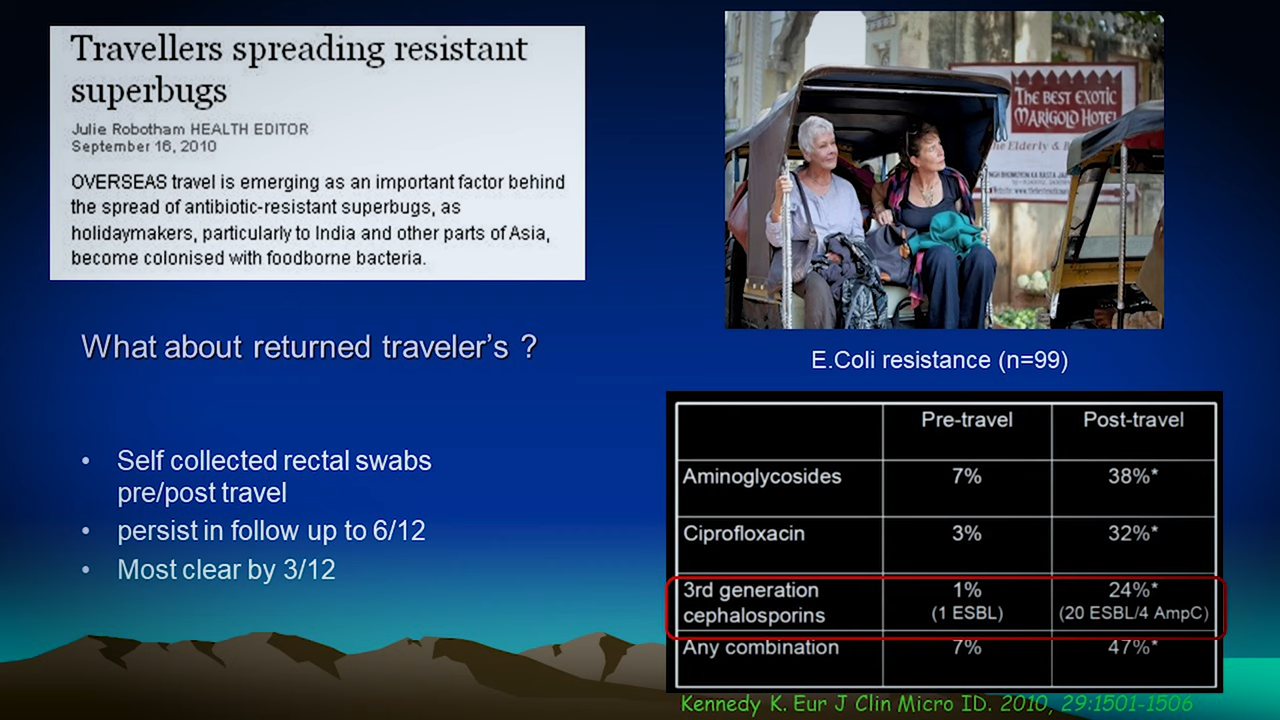 Travellers spreading resistant
superbugs
Julie Robotham HEALTH EDITOR
September 16, 2010
OVERSEAS travel is emerging as an important factor behind
the spread of antibiotic-resistant superbugs, as
holidaymakers, particularly to India and other parts of Asia,
become colonised with foodborne bacteria.
THE BEST EXOTIC
MARIGOLD HOTEL
he Elderly & B
What about returned traveler's ?
• Self collected rectal swabs
pre/post travel
• persist in follow up to 6/12
• Most clear by 3/12
E.Coli resistance (n=99)
Pre-travel Post-travel
Aminoglycosides 7% 38%*
Ciprofloxacin 3% 32%*
3rd generation 1% 24%*
cephalosporins (1 ESBL) (20 ESBL/4 AmpC)
Any combination 7% 47%*
Kennedy K. Eur J Clin Micro ID. 2010, 29:1501-1506